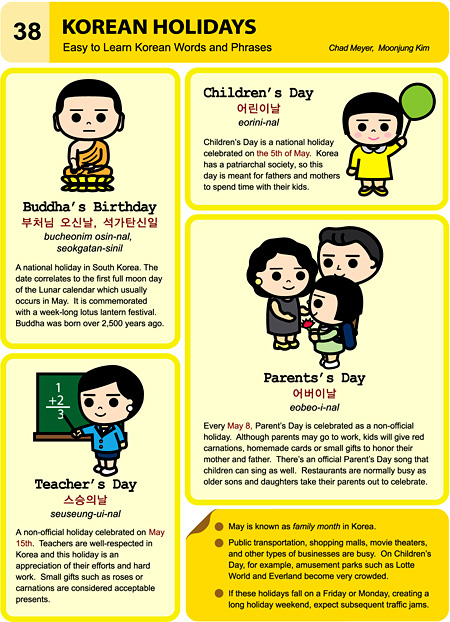 38
KOREAN HOLIDAYS
Easy to Learn Korean Words and Phrases
Chad Meyer, Moonjung Kim
Buddha's Birthday
부처님 오신날, 석가탄신일
bucheonim osin-nal,
seokgatan-sinil
A national holiday in South Korea. The
date correlates to the first full moon day
of the Lunar calendar which usually
occurs in May. It is commemorated
with a week-long lotus lantern festival.
Buddha was born over 2,500 years ago.
Children's Day
어린이날
eorini-nal
Children's Day is a national holiday
celebrated on the 5th of May. Korea
has a patriarchal society, so this
day is meant for fathers and mothers
to spend time with their kids.
Parents's Day
어버이날
eobeo-i-nal
Every May 8, Parent's Day is celebrated as a non-official
holiday. Although parents may go to work, kids will give red
carnations, homemade cards or small gifts to honor their
mother and father. There's an official Parent's Day song that
children can sing as well. Restaurants are normally busy as
older sons and daughters take their parents out to celebrate.
1
+2
3
Teacher's Day
스승의날
seuseung-ui-nal
A non-official holiday celebrated on May
15th. Teachers are well-respected in
Korea and this holiday is an
appreciation of their efforts and hard
work. Small gifts such as roses or
carnations are considered acceptable
presents.
May is known as family month in Korea.
Public transportation, shopping malls, movie theaters,
and other types of businesses are busy. On Children's
Day, for example, amusement parks such as Lotte
World and Everland become very crowded.
If these holidays fall on a Friday or Monday, creating a
long holiday weekend, expect subsequent traffic jams.